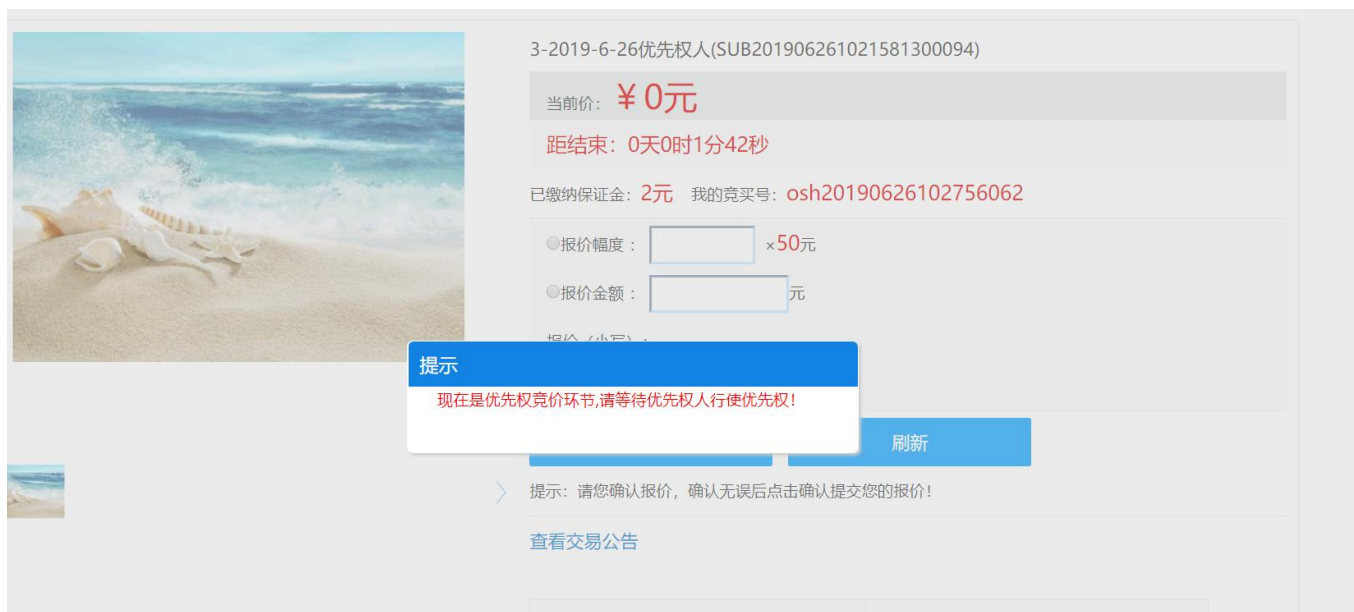 3-2019-6-26优先权人(SUB201906261021581300094)
当前价: ￥0元
距结束：0天0时1分42秒
已缴纳保证金: 2元 我的竞买号: osh20190626102756062
报价幅度： ×50元
报价金额： 元
提示
现在是优先权竞价环节,请等待优先权人行使优先权!
刷新
提示: 请您确认报价，确认无误后点击确认提交您的报价!
查看交易公告